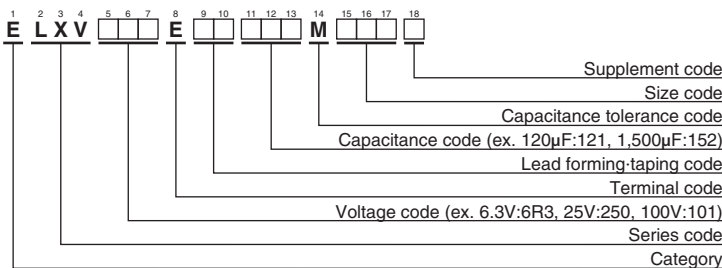 1 2 3 4 5 6 7 8 9 10 11 12 13 14 15 16 17 18
E L X V □□□ E □□ □□□ M □□□ □
Supplement code
Size code
Capacitance tolerance code
Capacitance code (ex. 120µF:121, 1,500µF:152)
Lead forming·taping code
Terminal code
Voltage code (ex. 6.3V:6R3, 25V:250, 100V:101)
Series code
Category